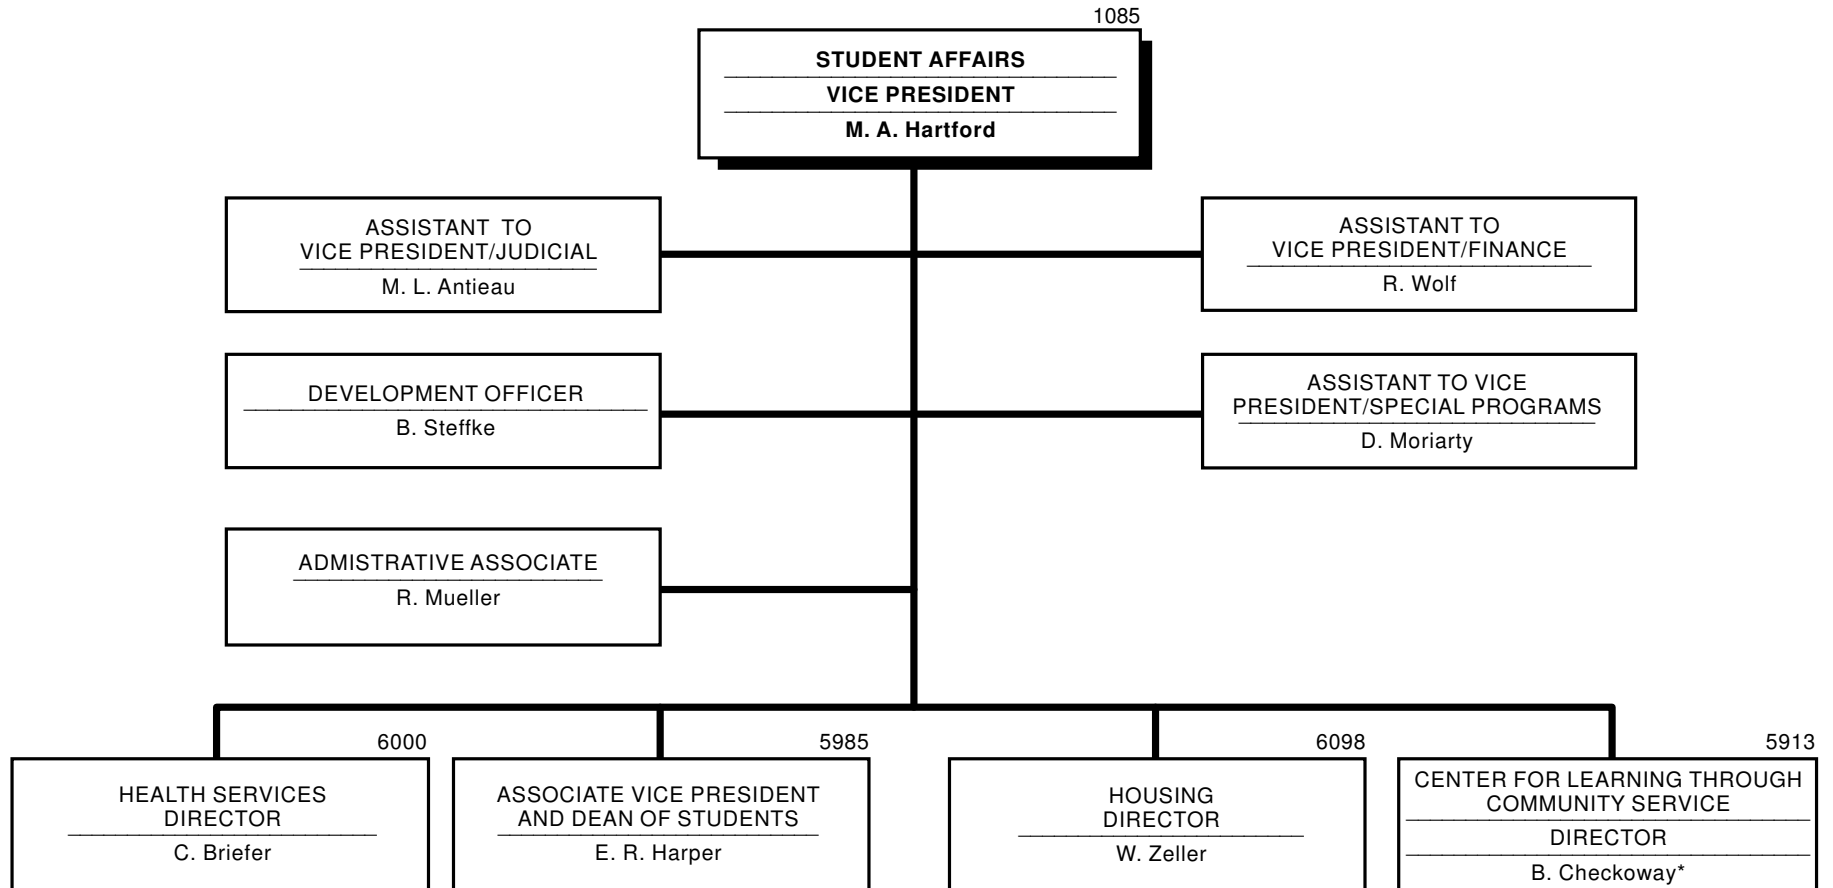 1085
STUDENT AFFAIRS
VICE PRESIDENT
M. A. Hartford
ASSISTANT TO
VICE PRESIDENT/JUDICIAL
M. L. Antieau
ASSISTANT TO
VICE PRESIDENT/FINANCE
R. Wolf
DEVELOPMENT OFFICER
B. Steffke
ASSISTANT TO VICE
PRESIDENT/SPECIAL PROGRAMS
D. Moriarty
ADMISTRATIVE ASSOCIATE
R. Mueller
6000
HEALTH SERVICES
DIRECTOR
C. Briefer
5985
ASSOCIATE VICE PRESIDENT
AND DEAN OF STUDENTS
E. R. Harper
6098
HOUSING
DIRECTOR
W. Zeller
5913
CENTER FOR LEARNING THROUGH
COMMUNITY SERVICE
DIRECTOR
B. Checkoway*